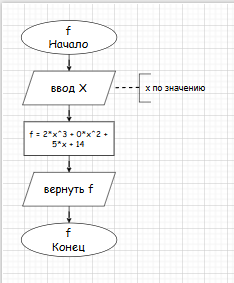 f
Начало
ввод X
x по значению
f = 2*x^3 + 0*x^2 +
5*x + 14
вернуть f
f
Конец